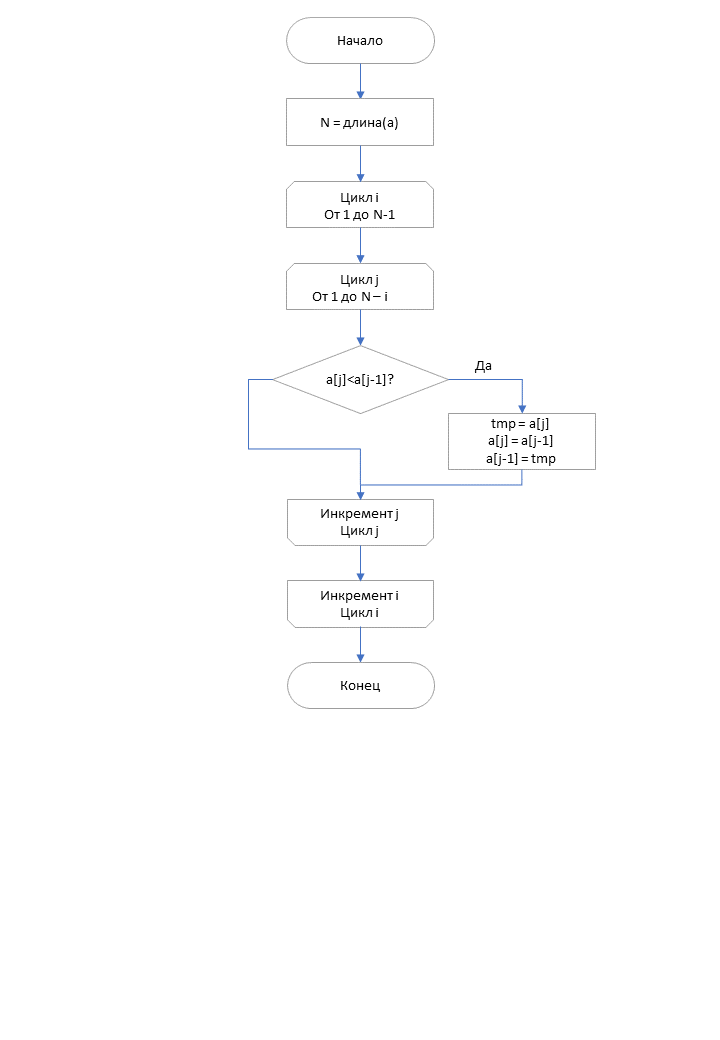 Начало
N = длина(a)
Цикл i
От 1 до N-1
Цикл j
От 1 до N – i
a[j]<a[j-1]?
Да
tmp = a[j]
a[j] = a[j-1]
a[j-1] = tmp
Инкремент j
Цикл j
Инкремент i
Цикл i
Конец